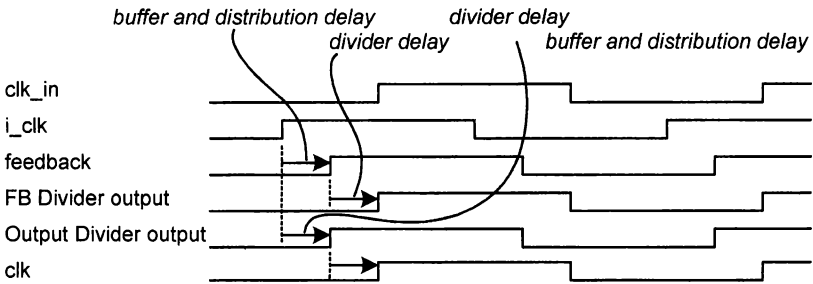 buffer and distribution delay
divider delay
divider delay
buffer and distribution delay
clk_in
i_clk
feedback
FB Divider output
Output Divider output
clk